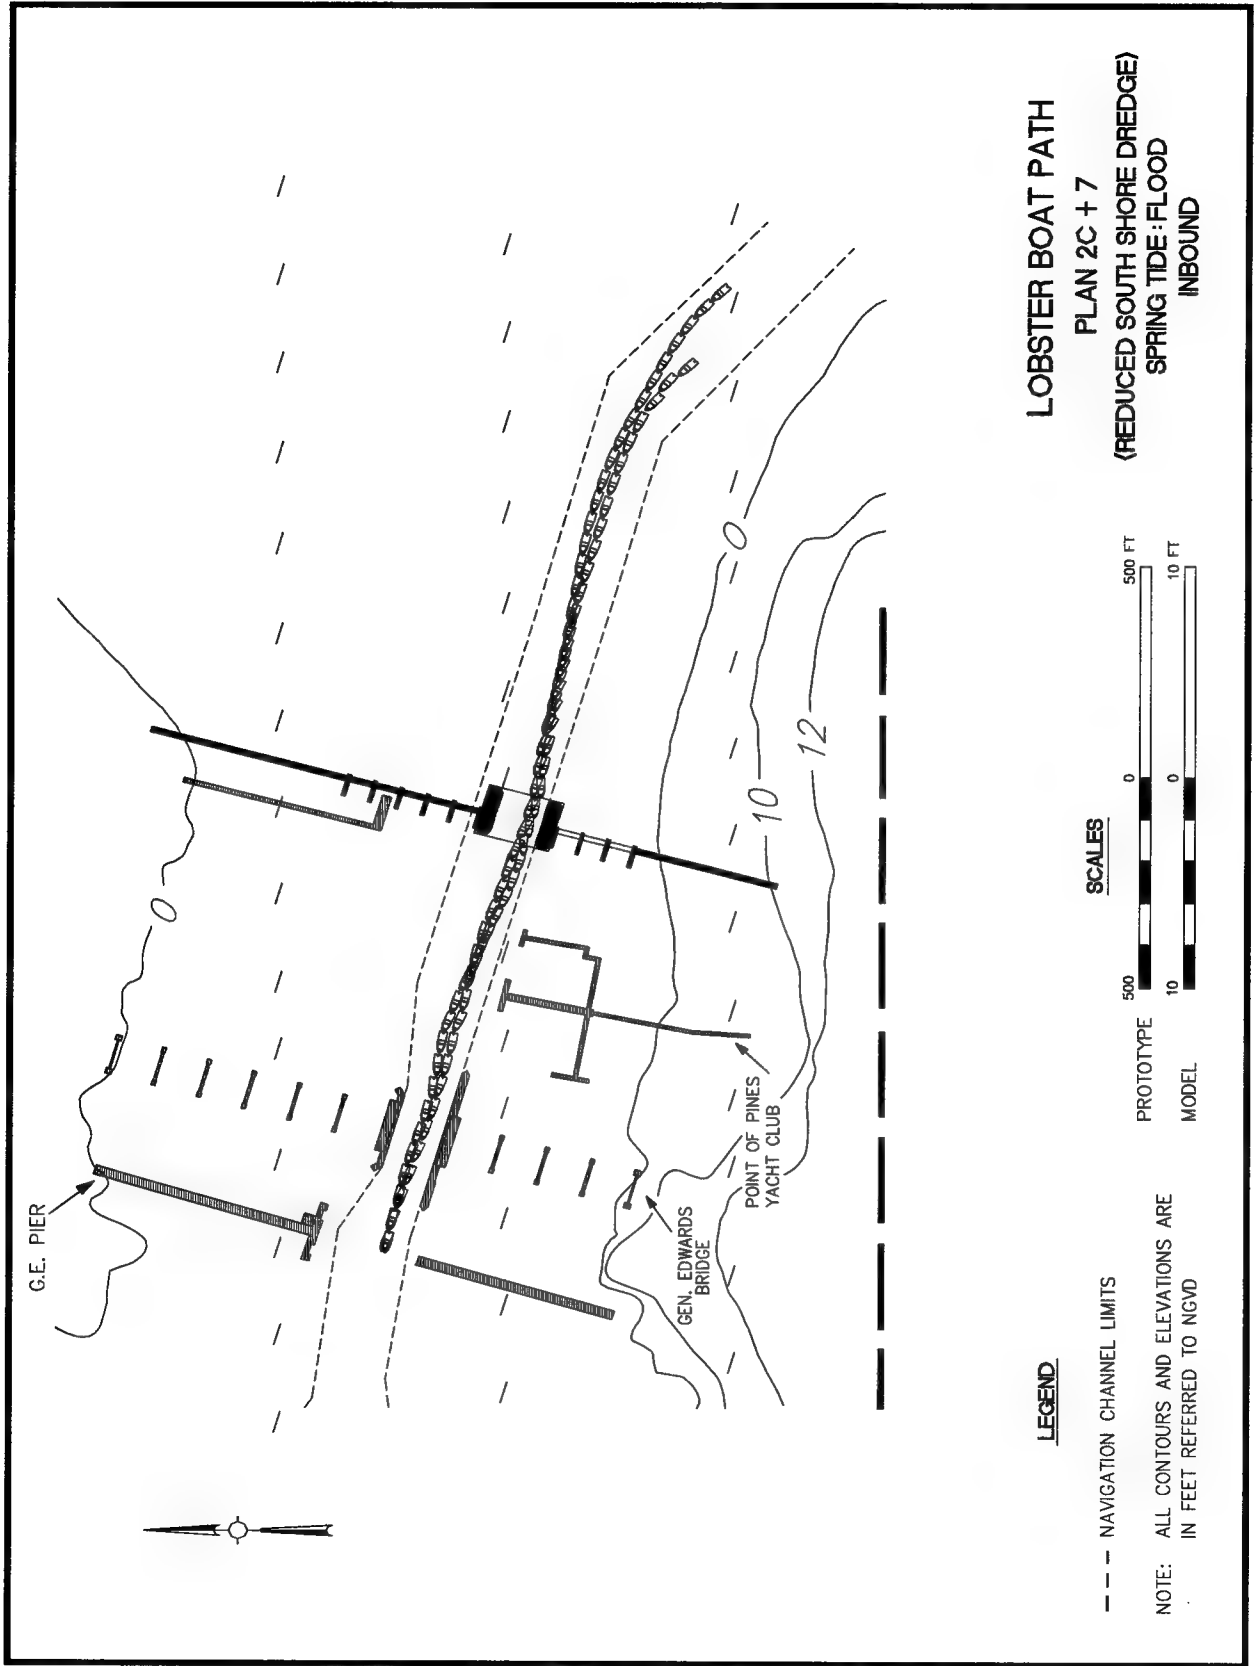 G.E. PIER
0
0
10
12
GEN. EDWARDS
BRIDGE
POINT OF PINES
YACHT CLUB
LOBSTER BOAT PATH
PLAN 2C + 7
(REDUCED SOUTH SHORE DREDGE)
SPRING TIDE : FLOOD
INBOUND
LEGEND
--- NAVIGATION CHANNEL LIMITS
NOTE: ALL CONTOURS AND ELEVATIONS ARE
IN FEET REFERRED TO NGVD
SCALES
PROTOTYPE 500 0 500 FT
MODEL 10 0 10 FT